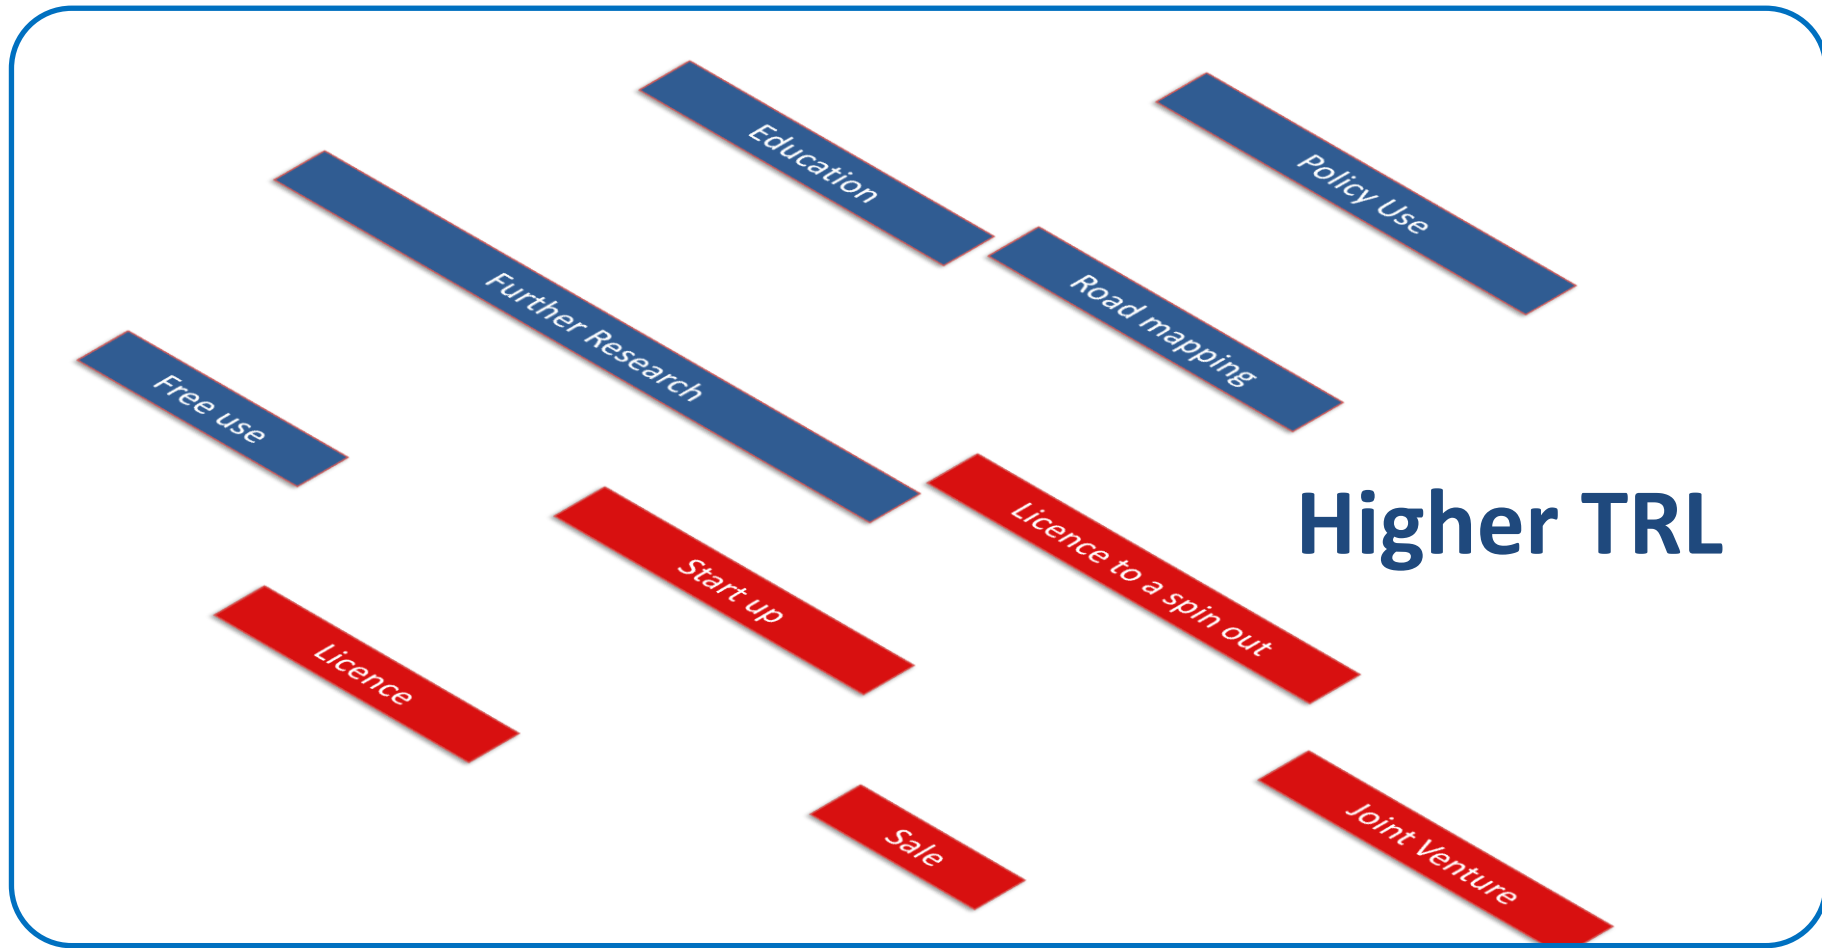 Education
Policy Use
Further Research
Road mapping
Free use
Higher TRL
Licence to a spin out
Start up
Licence
Sale
Joint Venture